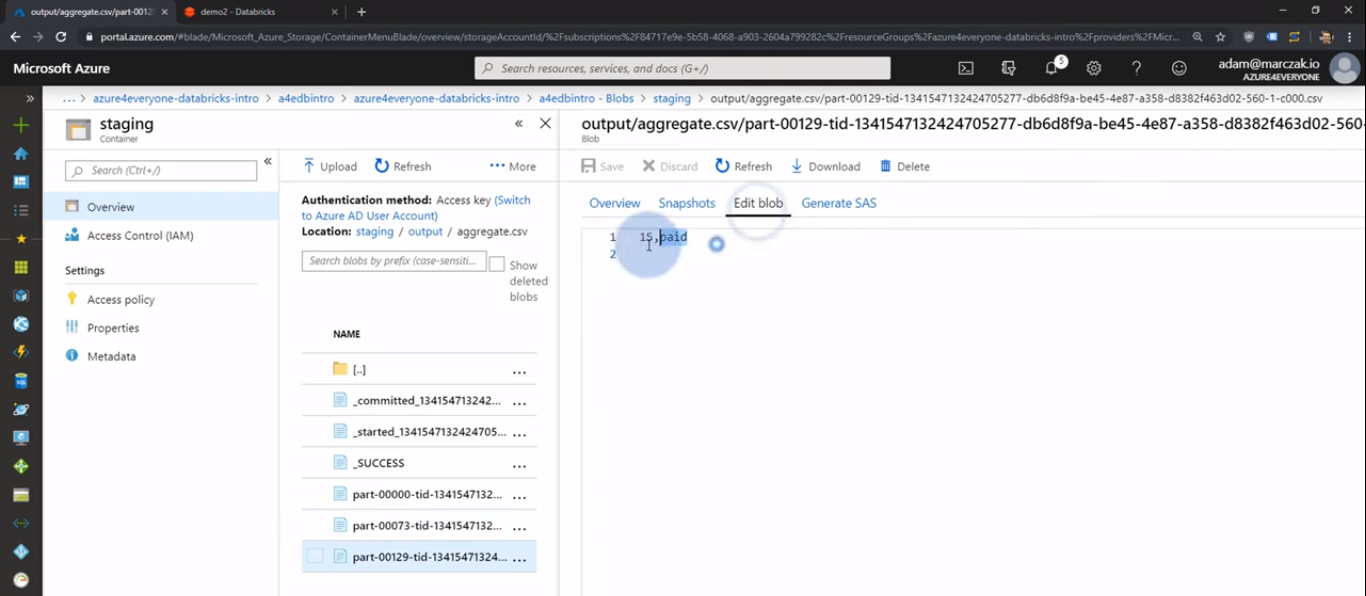 output/aggregate.csv/part-0012
demo2 - Databricks
portal.azure.com/#blade/Microsoft_Azure_Storage/ContainerMenuBlade/overview/storageAccountId/%2Fsubscriptions%2F84717e9e-5b58-4068-a903-2604a799282c%2FresourceGroups%2Fazure4everyone-databricks-intro%2Fproviders%2FMicr...
Microsoft Azure
Search resources, services, and docs (G+/)
5
adam@marczak.io
AZURE4EVERYONE
... > azure4everyone-databricks-intro > a4edbintro > azure4everyone-databricks-intro > a4edbintro - Blobs > staging > output/aggregate.csv/part-00129-tid-1341547132424705277-db6d8f9a-be45-4e87-a358-d8382f463d02-560-1-c000.csv
staging
Container
Search (Ctrl+/)
Overview
Access Control (IAM)
Settings
Access policy
Properties
Metadata
Upload Refresh ... More
Authentication method: Access key (Switch
to Azure AD User Account)
Location: staging / output / aggregate.csv
Search blobs by prefix (case-sensiti...
Show
deleted
blobs
NAME
[..] ...
_committed_134154713242... ...
_started_1341547132424705... ...
_SUCCESS ...
part-00000-tid-1341547132... ...
part-00073-tid-1341547132... ...
part-00129-tid-13415471324... ...
output/aggregate.csv/part-00129-tid-1341547132424705277-db6d8f9a-be45-4e87-a358-d8382f463d02-560-
Blob
Save Discard Refresh Download Delete
Overview Snapshots Edit blob Generate SAS
1 15,paid
2